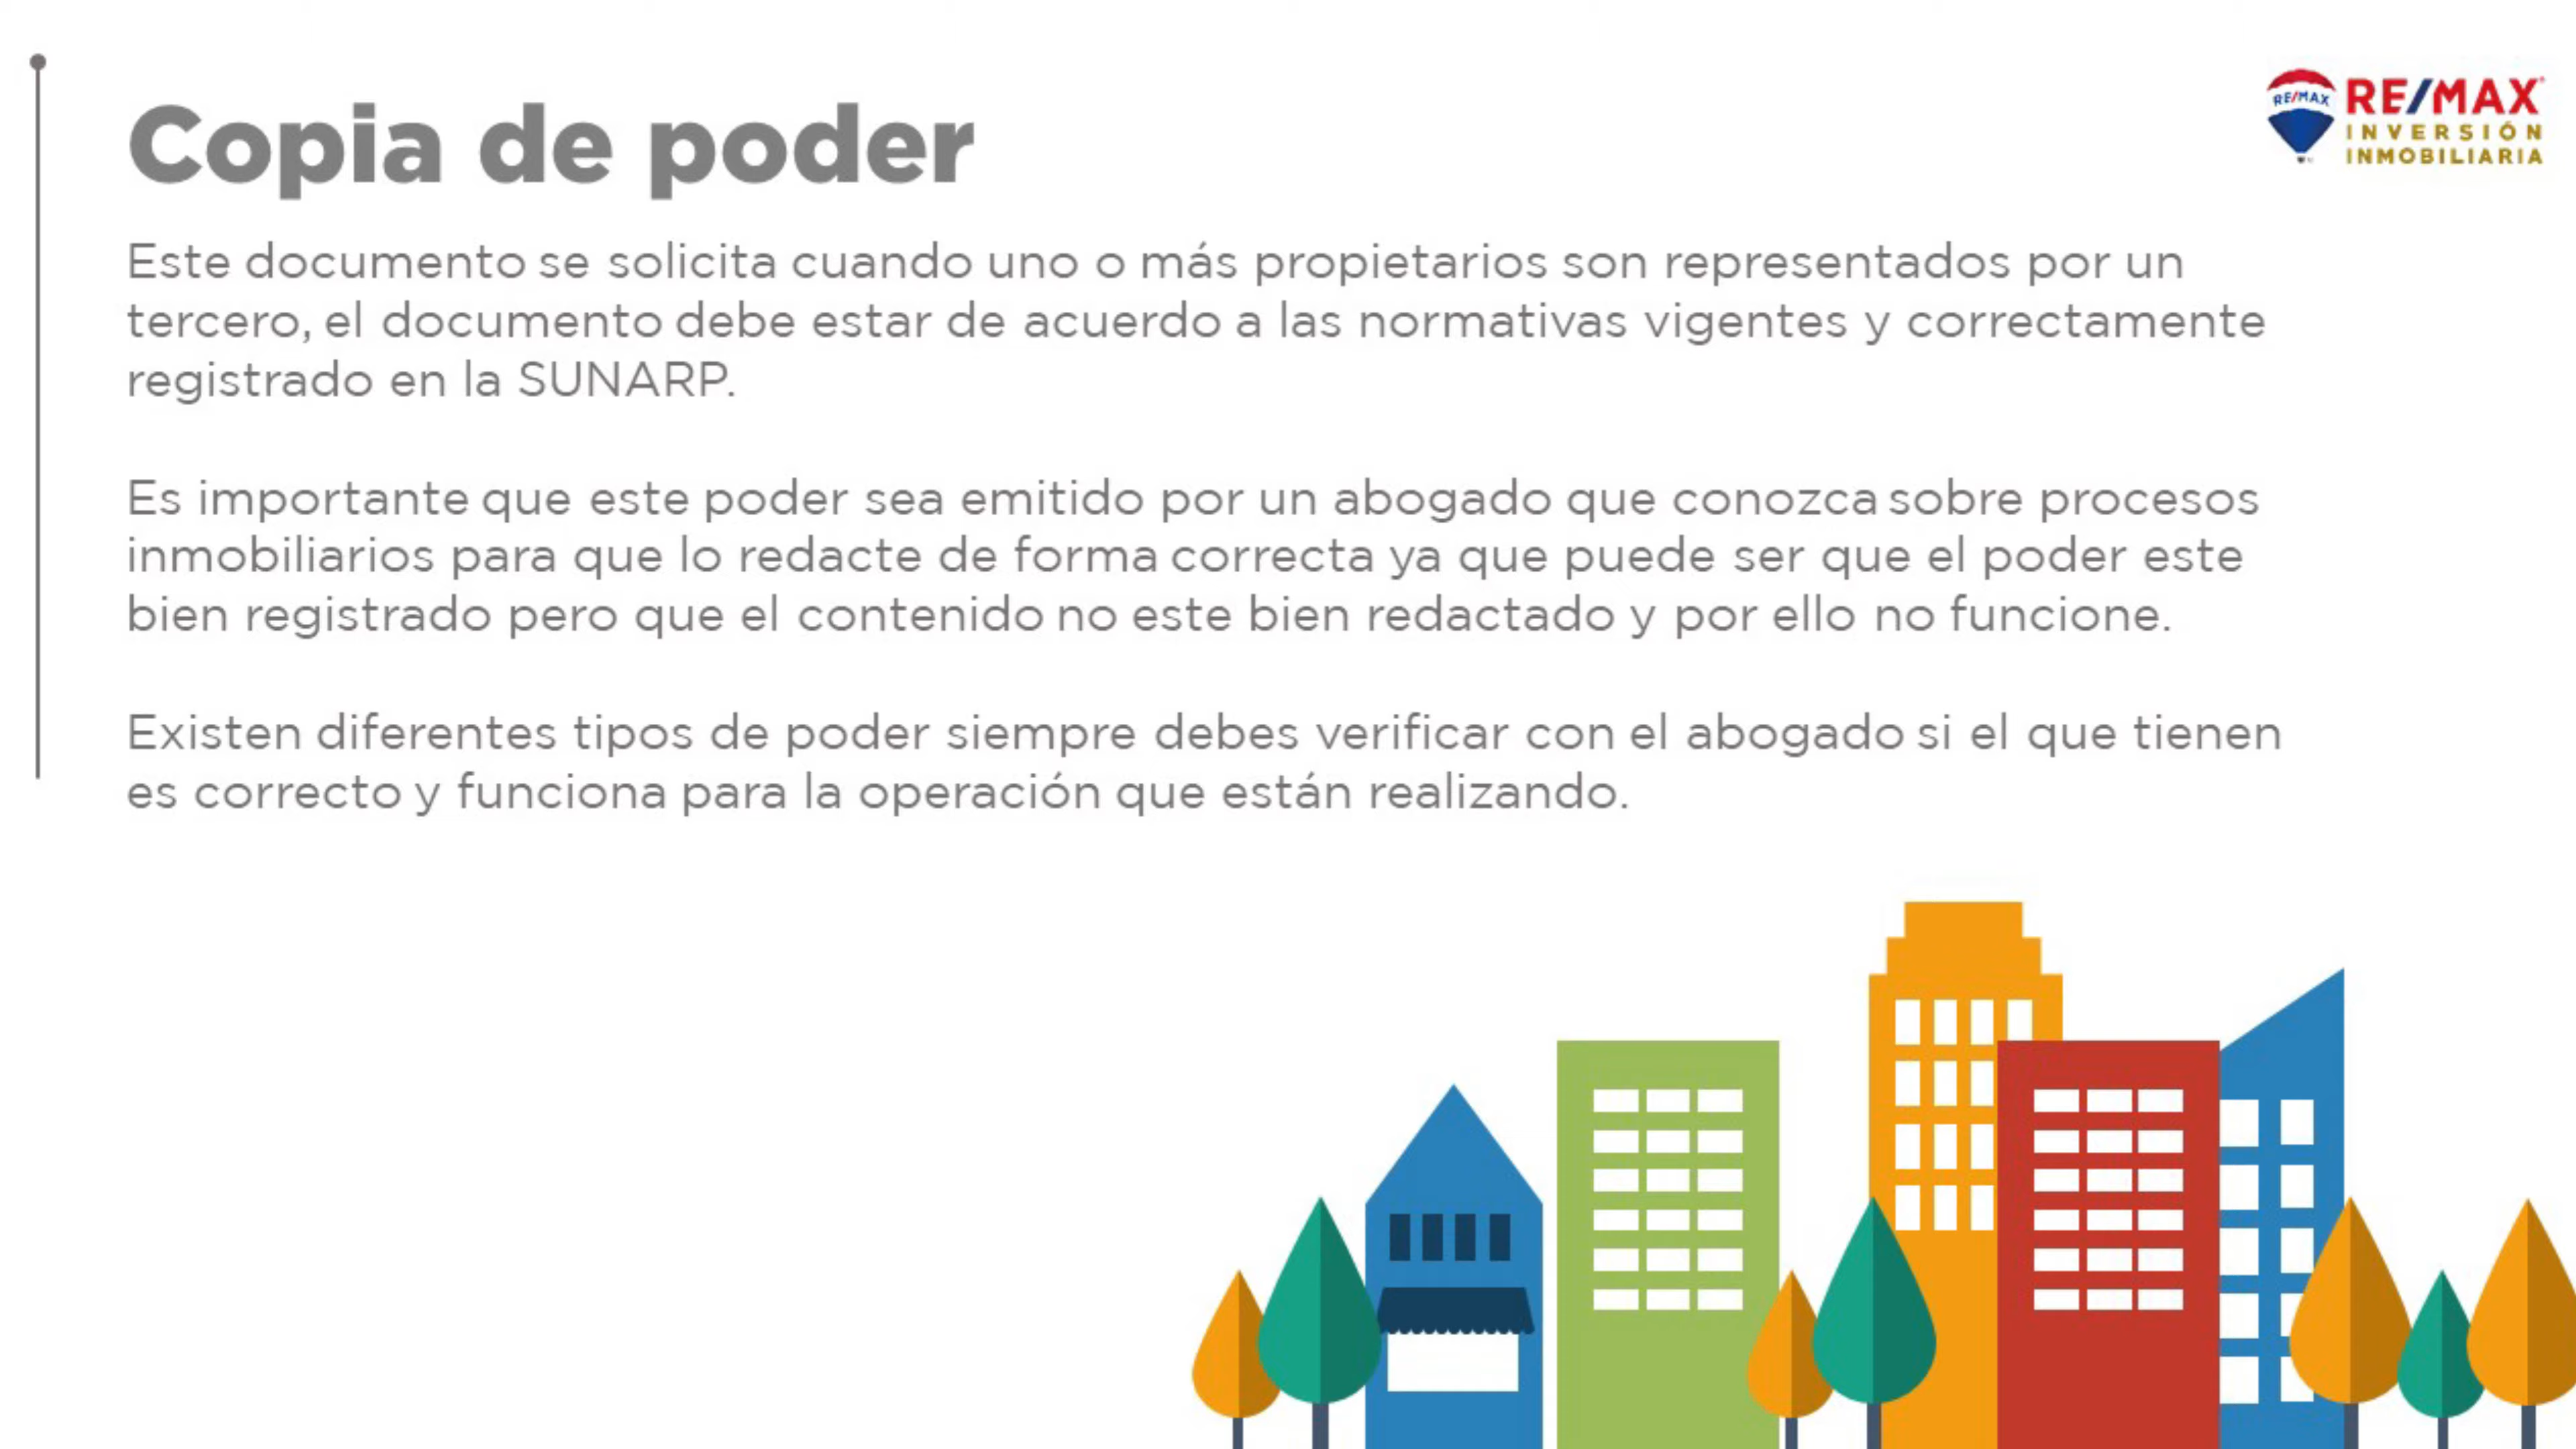 Copia de poder
RE/MAX
RE/MAX
INVERSIÓN
INMOBILIARIA
Este documento se solicita cuando uno o más propietarios son representados por un
tercero, el documento debe estar de acuerdo a las normativas vigentes y correctamente
registrado en la SUNARP.
Es importante que este poder sea emitido por un abogado que conozca sobre procesos
inmobiliarios para que lo redacte de forma correcta ya que puede ser que el poder este
bien registrado pero que el contenido no este bien redactado y por ello no funcione.
Existen diferentes tipos de poder siempre debes verificar con el abogado si el que tienen
es correcto y funciona para la operación que están realizando.